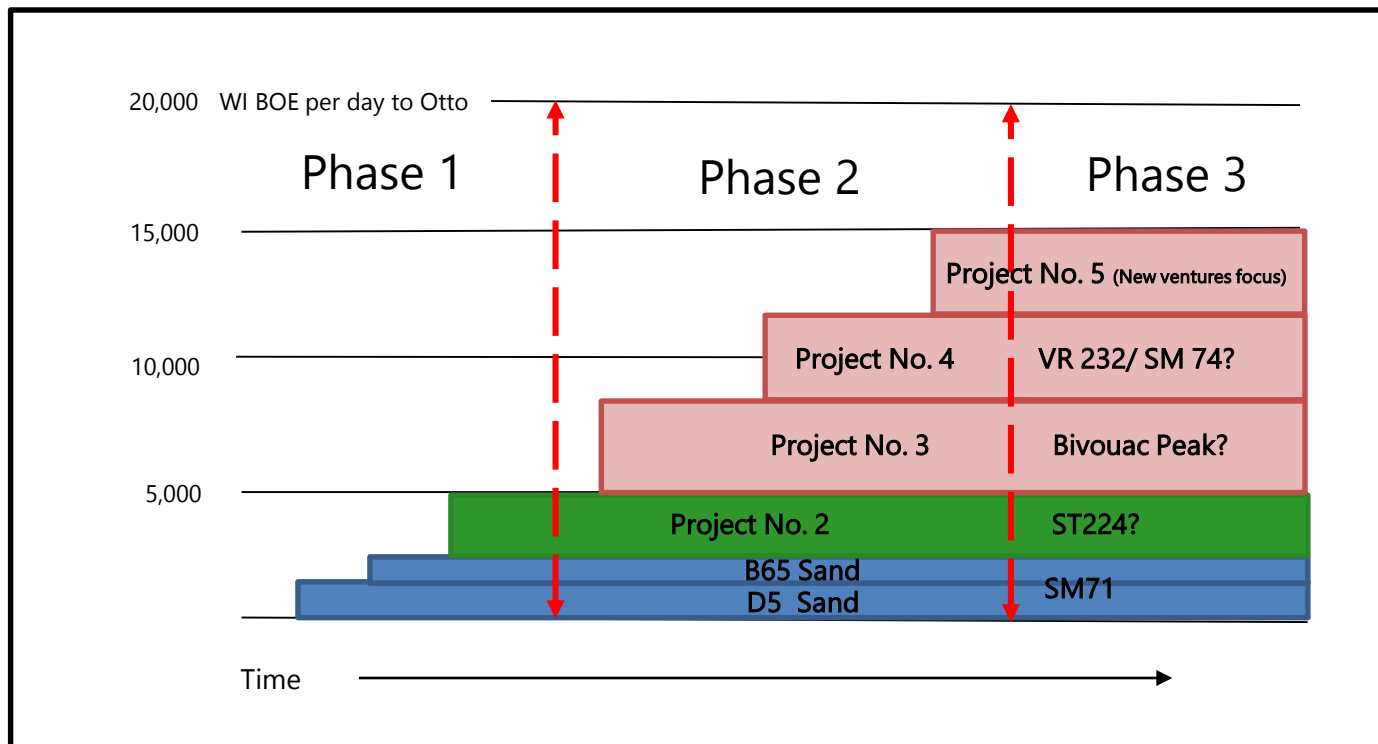 20,000 WI BOE per day to Otto
Phase 1
Phase 2
Phase 3
15,000
Project No. 5 (New ventures focus)
10,000
Project No. 4
VR 232/ SM 74?
Project No. 3
Bivouac Peak?
5,000
Project No. 2
ST224?
B65 Sand
SM71
D5 Sand
Time